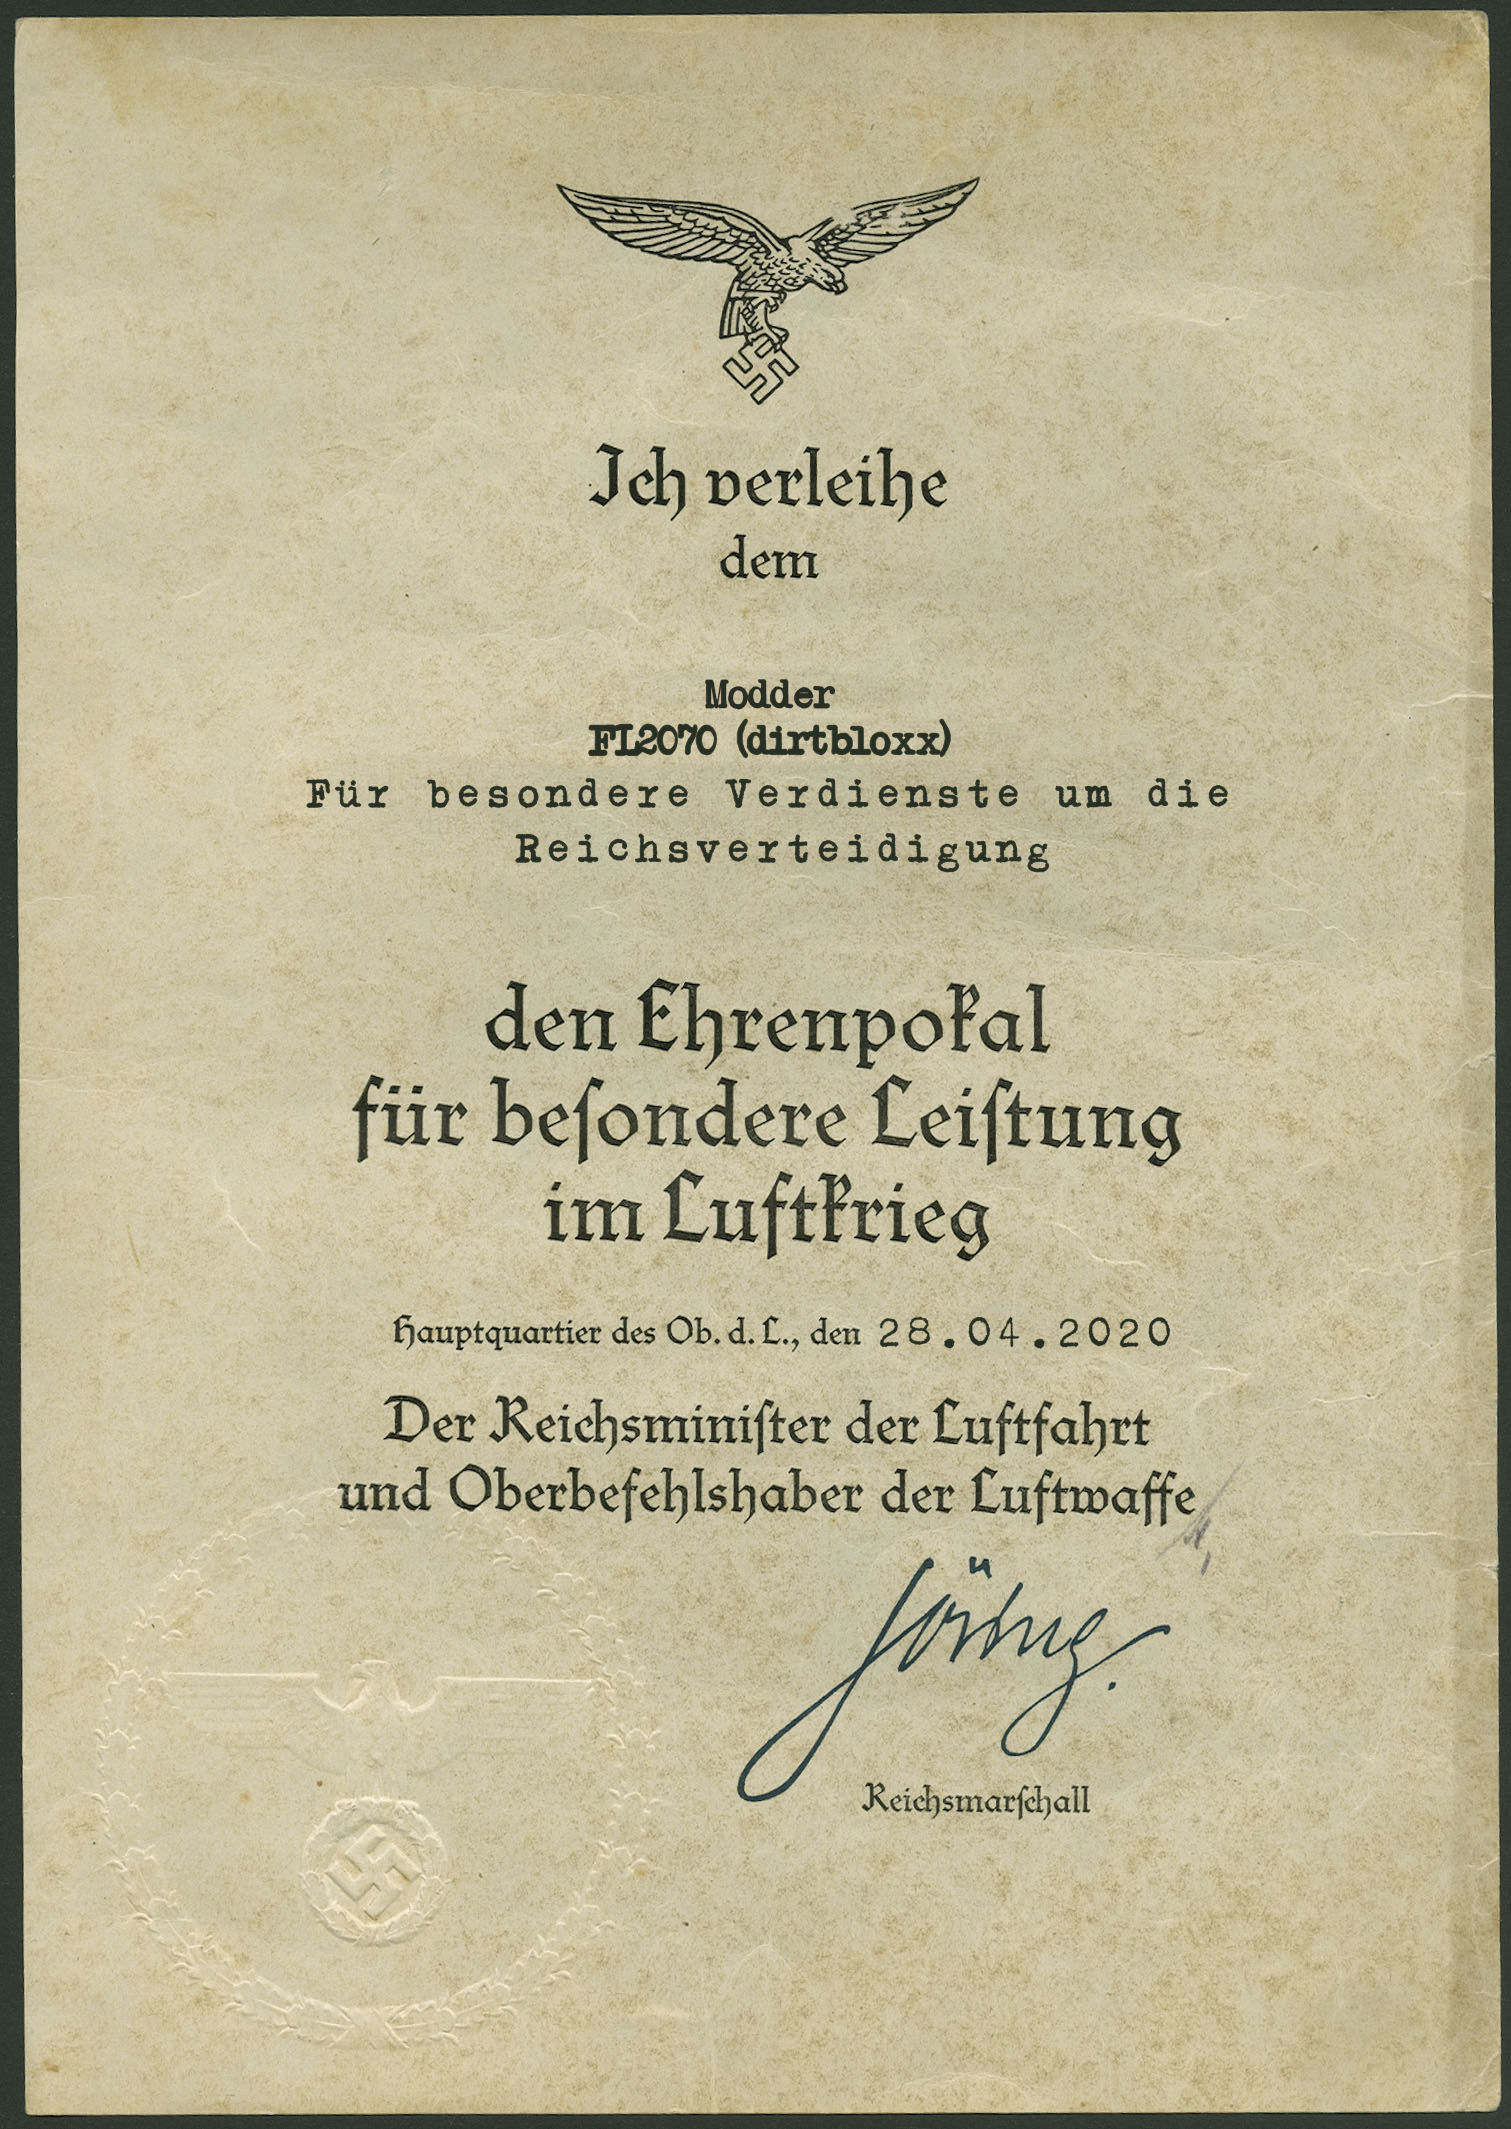 Ich verleihe
dem
Modder
FL2070 (dirtbloxx)
Für besondere Verdienste um die
Reichsverteidigung
den Ehrenpokal
für beſondere Leiſtung
im Luftkrieg
Hauptquartier des Ob. d. L., den 28.04.2020
Der Reichsminiſter der Luftfahrt
und Oberbefehlshaber der Luftwaffe
Göring.
Reichsmarſchall